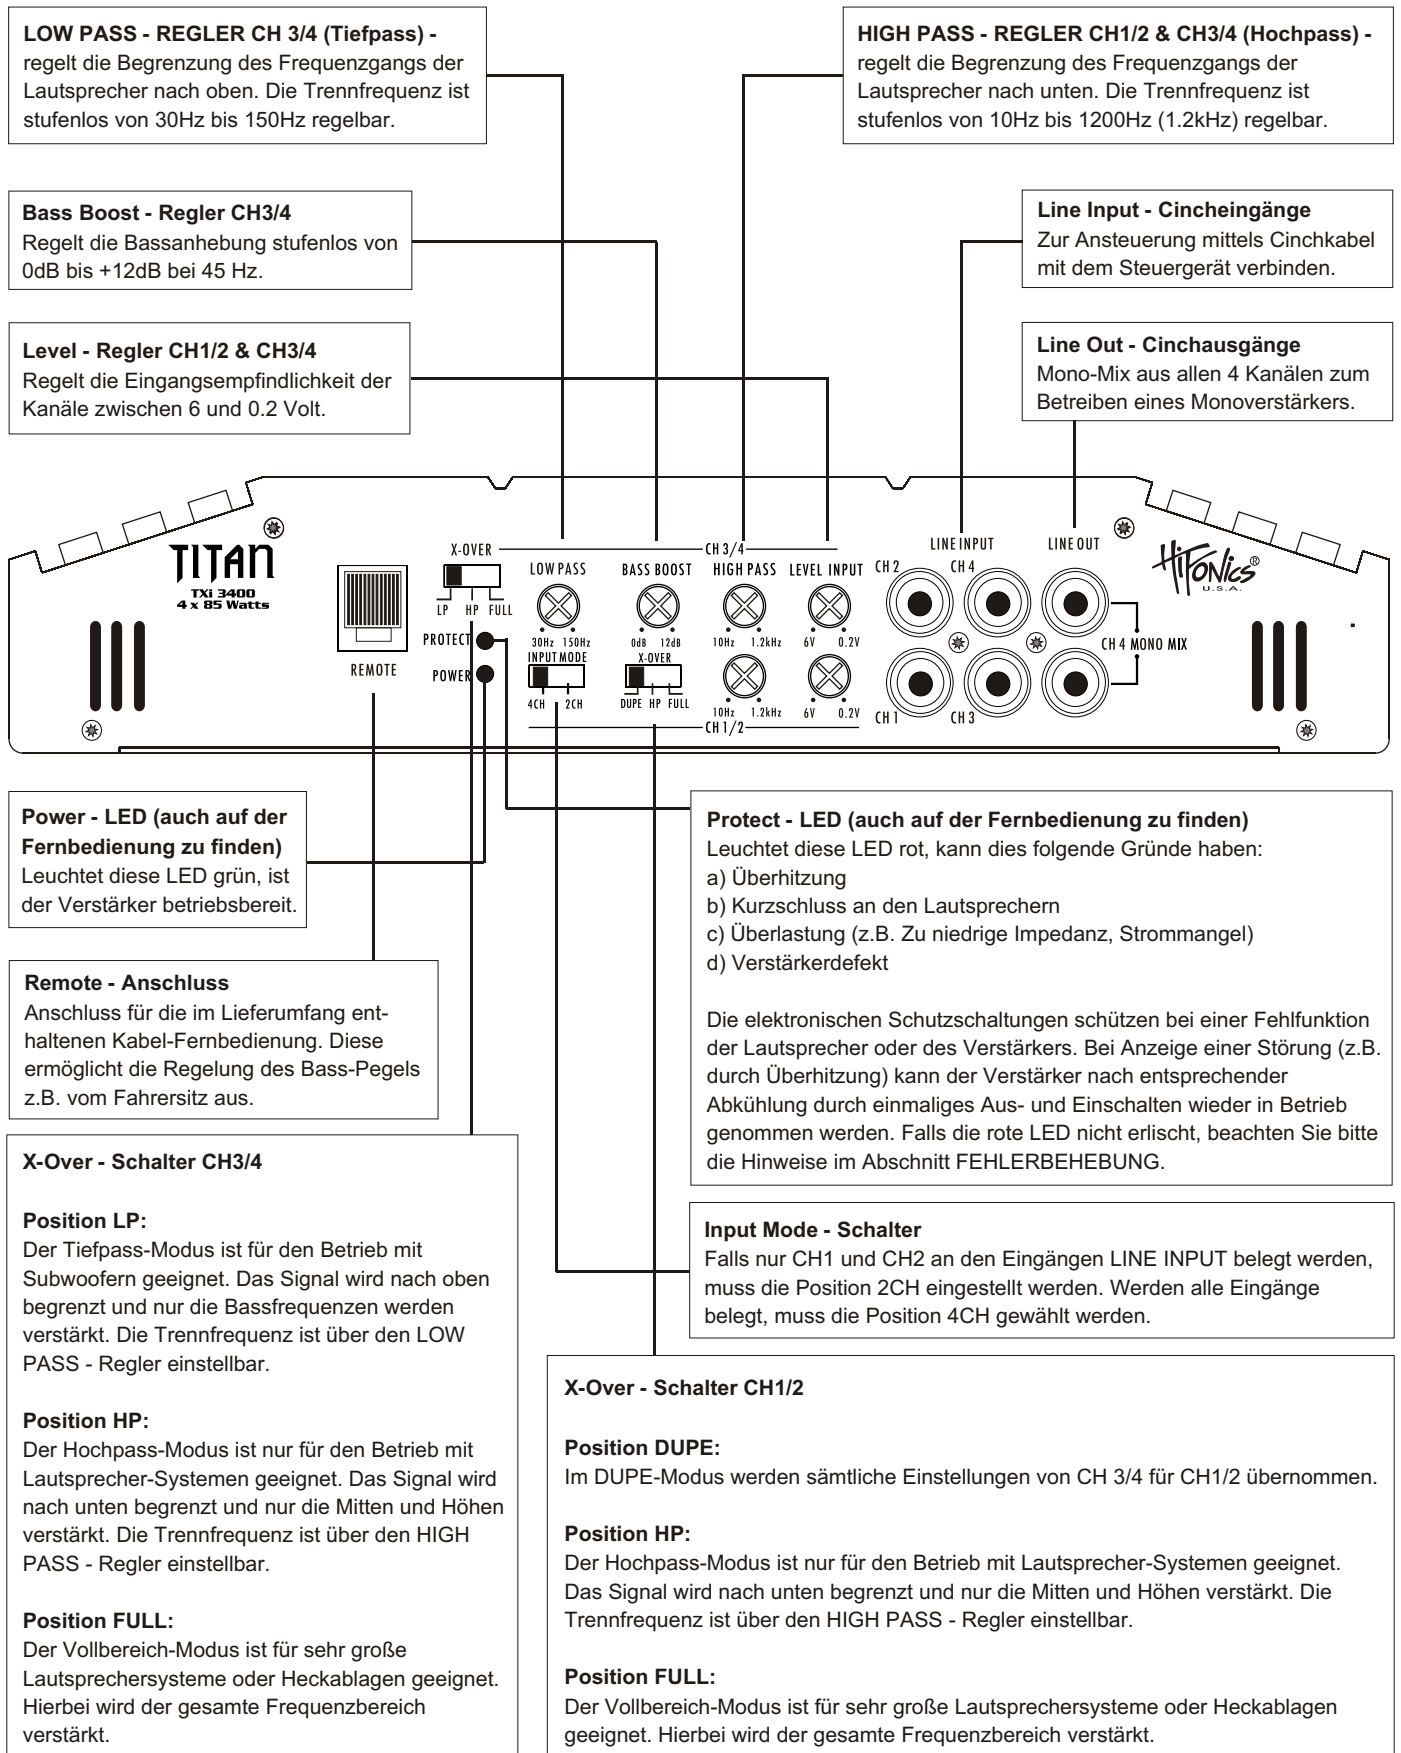 LOW PASS - REGLER CH 3/4 (Tiefpass) -
regelt die Begrenzung des Frequenzgangs der
Lautsprecher nach oben. Die Trennfrequenz ist
stufenlos von 30Hz bis 150Hz regelbar.
HIGH PASS - REGLER CH1/2 & CH3/4 (Hochpass) -
regelt die Begrenzung des Frequenzgangs der
Lautsprecher nach unten. Die Trennfrequenz ist
stufenlos von 10Hz bis 1200Hz (1.2kHz) regelbar.
Bass Boost - Regler CH3/4
Regelt die Bassanhebung stufenlos von
0dB bis +12dB bei 45 Hz.
Line Input - Cincheingänge
Zur Ansteuerung mittels Cinchkabel
mit dem Steuergerät verbinden.
Level - Regler CH1/2 & CH3/4
Regelt die Eingangsempfindlichkeit der
Kanäle zwischen 6 und 0.2 Volt.
Line Out - Cinchausgänge
Mono-Mix aus allen 4 Kanälen zum
Betreiben eines Monoverstärkers.
TITAN
TXi 3400
4 x 85 Watts
REMOTE
X-OVER
LP HP FULL
PROTECT
POWER
CH 3/4
LOW PASS BASS BOOST HIGH PASS LEVEL INPUT
30Hz 150Hz 0dB 12dB 10Hz 1.2kHz 6V 0.2V
INPUT MODE X-OVER
4CH 2CH DUPE HP FULL 10Hz 1.2kHz 6V 0.2V
CH 1/2
LINE INPUT LINE OUT
CH 2 CH 4
CH 4 MONO MIX
CH 1 CH 3
HiTonics®
U.S.A.
Power - LED (auch auf der
Fernbedienung zu finden)
Leuchtet diese LED grün, ist
der Verstärker betriebsbereit.
Protect - LED (auch auf der Fernbedienung zu finden)
Leuchtet diese LED rot, kann dies folgende Gründe haben:
a) Überhitzung
b) Kurzschluss an den Lautsprechern
c) Überlastung (z.B. Zu niedrige Impedanz, Strommangel)
d) Verstärkerdefekt
Die elektronischen Schutzschaltungen schützen bei einer Fehlfunktion
der Lautsprecher oder des Verstärkers. Bei Anzeige einer Störung (z.B.
durch Überhitzung) kann der Verstärker nach entsprechender
Abkühlung durch einmaliges Aus- und Einschalten wieder in Betrieb
genommen werden. Falls die rote LED nicht erlischt, beachten Sie bitte
die Hinweise im Abschnitt FEHLERBEHEBUNG.
Remote - Anschluss
Anschluss für die im Lieferumfang ent-
haltenen Kabel-Fernbedienung. Diese
ermöglicht die Regelung des Bass-Pegels
z.B. vom Fahrersitz aus.
X-Over - Schalter CH3/4
Position LP:
Der Tiefpass-Modus ist für den Betrieb mit
Subwoofern geeignet. Das Signal wird nach oben
begrenzt und nur die Bassfrequenzen werden
verstärkt. Die Trennfrequenz ist über den LOW
PASS - Regler einstellbar.
Position HP:
Der Hochpass-Modus ist nur für den Betrieb mit
Lautsprecher-Systemen geeignet. Das Signal wird
nach unten begrenzt und nur die Mitten und Höhen
verstärkt. Die Trennfrequenz ist über den HIGH
PASS - Regler einstellbar.
Position FULL:
Der Vollbereich-Modus ist für sehr große
Lautsprechersysteme oder Heckablagen geeignet.
Hierbei wird der gesamte Frequenzbereich
verstärkt.
Input Mode - Schalter
Falls nur CH1 und CH2 an den Eingängen LINE INPUT belegt werden,
muss die Position 2CH eingestellt werden. Werden alle Eingänge
belegt, muss die Position 4CH gewählt werden.
X-Over - Schalter CH1/2
Position DUPE:
Im DUPE-Modus werden sämtliche Einstellungen von CH 3/4 für CH1/2 übernommen.
Position HP:
Der Hochpass-Modus ist nur für den Betrieb mit Lautsprecher-Systemen geeignet.
Das Signal wird nach unten begrenzt und nur die Mitten und Höhen verstärkt. Die
Trennfrequenz ist über den HIGH PASS - Regler einstellbar.
Position FULL:
Der Vollbereich-Modus ist für sehr große Lautsprechersysteme oder Heckablagen
geeignet. Hierbei wird der gesamte Frequenzbereich verstärkt.